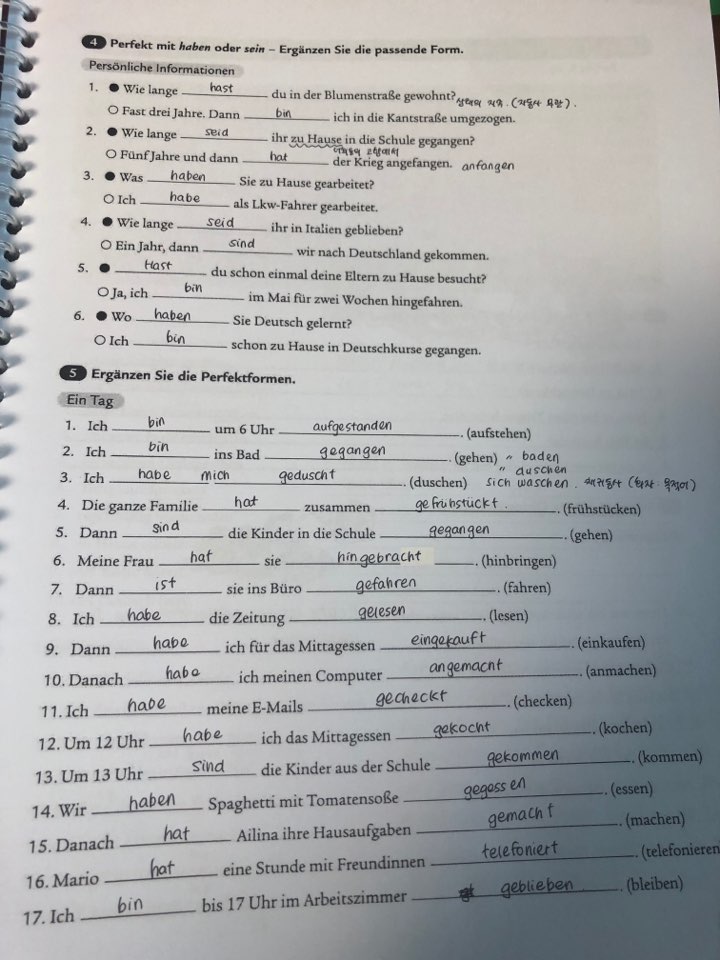 4 Perfekt mit haben oder sein – Ergänzen Sie die passende Form.
Persönliche Informationen
1. ● Wie lange hast du in der Blumenstraße gewohnt?
○ Fast drei Jahre. Dann bin ich in die Kantstraße umgezogen.
2. ● Wie lange seid ihr zu Hause in die Schule gegangen?
○ Fünf Jahre und dann hat der Krieg angefangen. anfangen
3. ● Was haben Sie zu Hause gearbeitet?
○ Ich habe als Lkw-Fahrer gearbeitet.
4. ● Wie lange seid ihr in Italien geblieben?
○ Ein Jahr, dann sind wir nach Deutschland gekommen.
5. ● Hast du schon einmal deine Eltern zu Hause besucht?
○ Ja, ich bin im Mai für zwei Wochen hingefahren.
6. ● Wo haben Sie Deutsch gelernt?
○ Ich bin schon zu Hause in Deutschkurse gegangen.
5 Ergänzen Sie die Perfektformen.
Ein Tag
1. Ich bin um 6 Uhr aufgestanden. (aufstehen)
2. Ich bin ins Bad gegangen. (gehen) " baden
" duschen
3. Ich habe mich geduscht. (duschen) sich waschen.
4. Die ganze Familie hat zusammen gefrühstückt. (frühstücken)
5. Dann sind die Kinder in die Schule gegangen. (gehen)
6. Meine Frau hat sie hingebracht. (hinbringen)
7. Dann ist sie ins Büro gefahren. (fahren)
8. Ich habe die Zeitung gelesen. (lesen)
9. Dann habe ich für das Mittagessen eingekauft. (einkaufen)
10. Danach habe ich meinen Computer angemacht. (anmachen)
11. Ich habe meine E-Mails gecheckt. (checken)
12. Um 12 Uhr habe ich das Mittagessen gekocht. (kochen)
13. Um 13 Uhr sind die Kinder aus der Schule gekommen. (kommen)
14. Wir haben Spaghetti mit Tomatensoße gegessen. (essen)
15. Danach hat Ailina ihre Hausaufgaben gemacht. (machen)
16. Mario hat eine Stunde mit Freundinnen telefoniert. (telefonieren
17. Ich bin bis 17 Uhr im Arbeitszimmer geblieben. (bleiben)